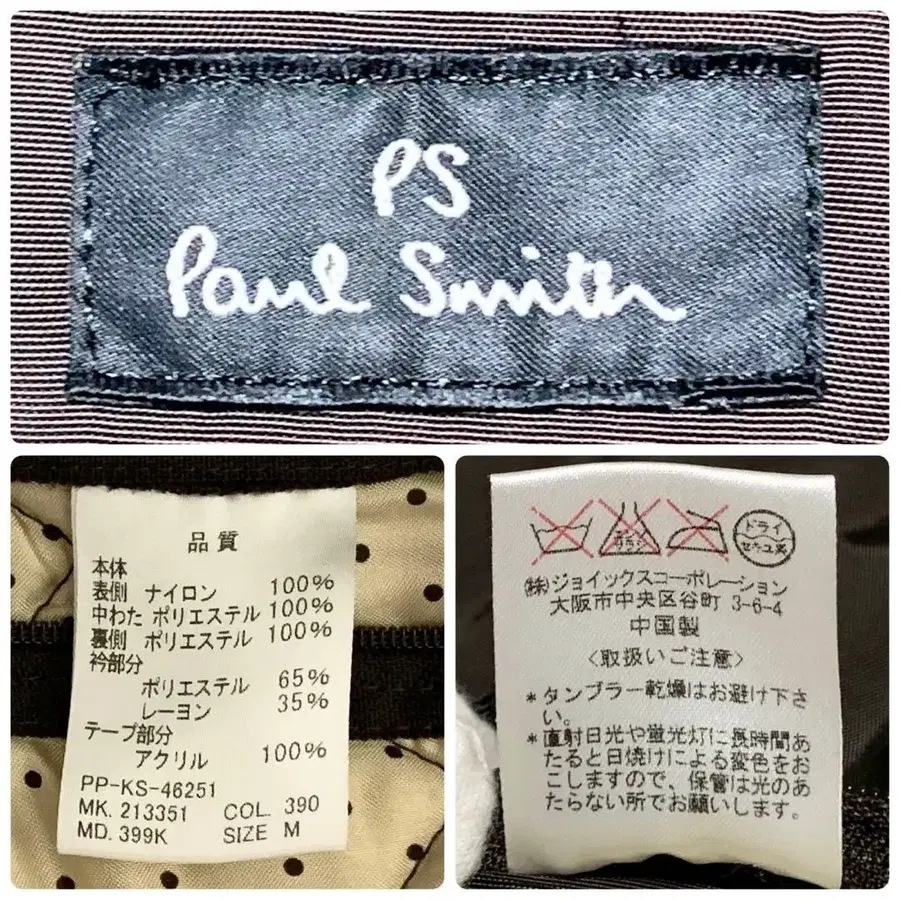 PS
Paul Smith
品質
本体
表側 ナイロン 100%
中わた ポリエステル 100%
裏側 ポリエステル 100%
衿部分
ポリエステル 65%
レーヨン 35%
テープ部分
アクリル 100%
PP-KS-46251
MK. 213351 COL. 390
MD. 399K SIZE M
ドライ
セキユ系
㈱ジョイックスコーポレーション
大阪市中央区谷町 3-6-4
中国製
〈取扱いご注意〉
*タンブラー乾燥はお避け下さ
い。
*直射日光や蛍光灯に長時間あ
たると日焼けによる変色をお
こしますので、保管は光のあ
たらない所でお願いします。